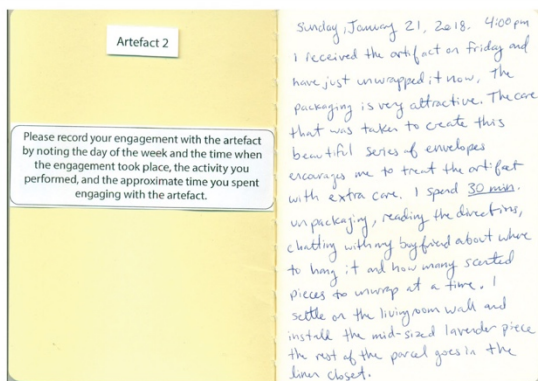 Artefact 2
Please record your engagement with the artefact
by noting the day of the week and the time when
the engagement took place, the activity you
performed, and the approximate time you spent
engaging with the artefact.
Sunday, January 21, 2018. 4:00pm
I received the artifact on Friday and
have just unwrapped it now. The
packaging is very attractive. The care
that was taken to create this
beautiful series of envelopes
encourages me to treat the artifact
with extra care. I spend 30 min.
unpackaging, reading the directions,
chatting with my boyfriend about where
to hang it and how many scented
pieces to unwrap at a time. I
settle on the livingroom wall and
install the mid-sized lavender piece
the rest of the parcel goes in the
linen closet.